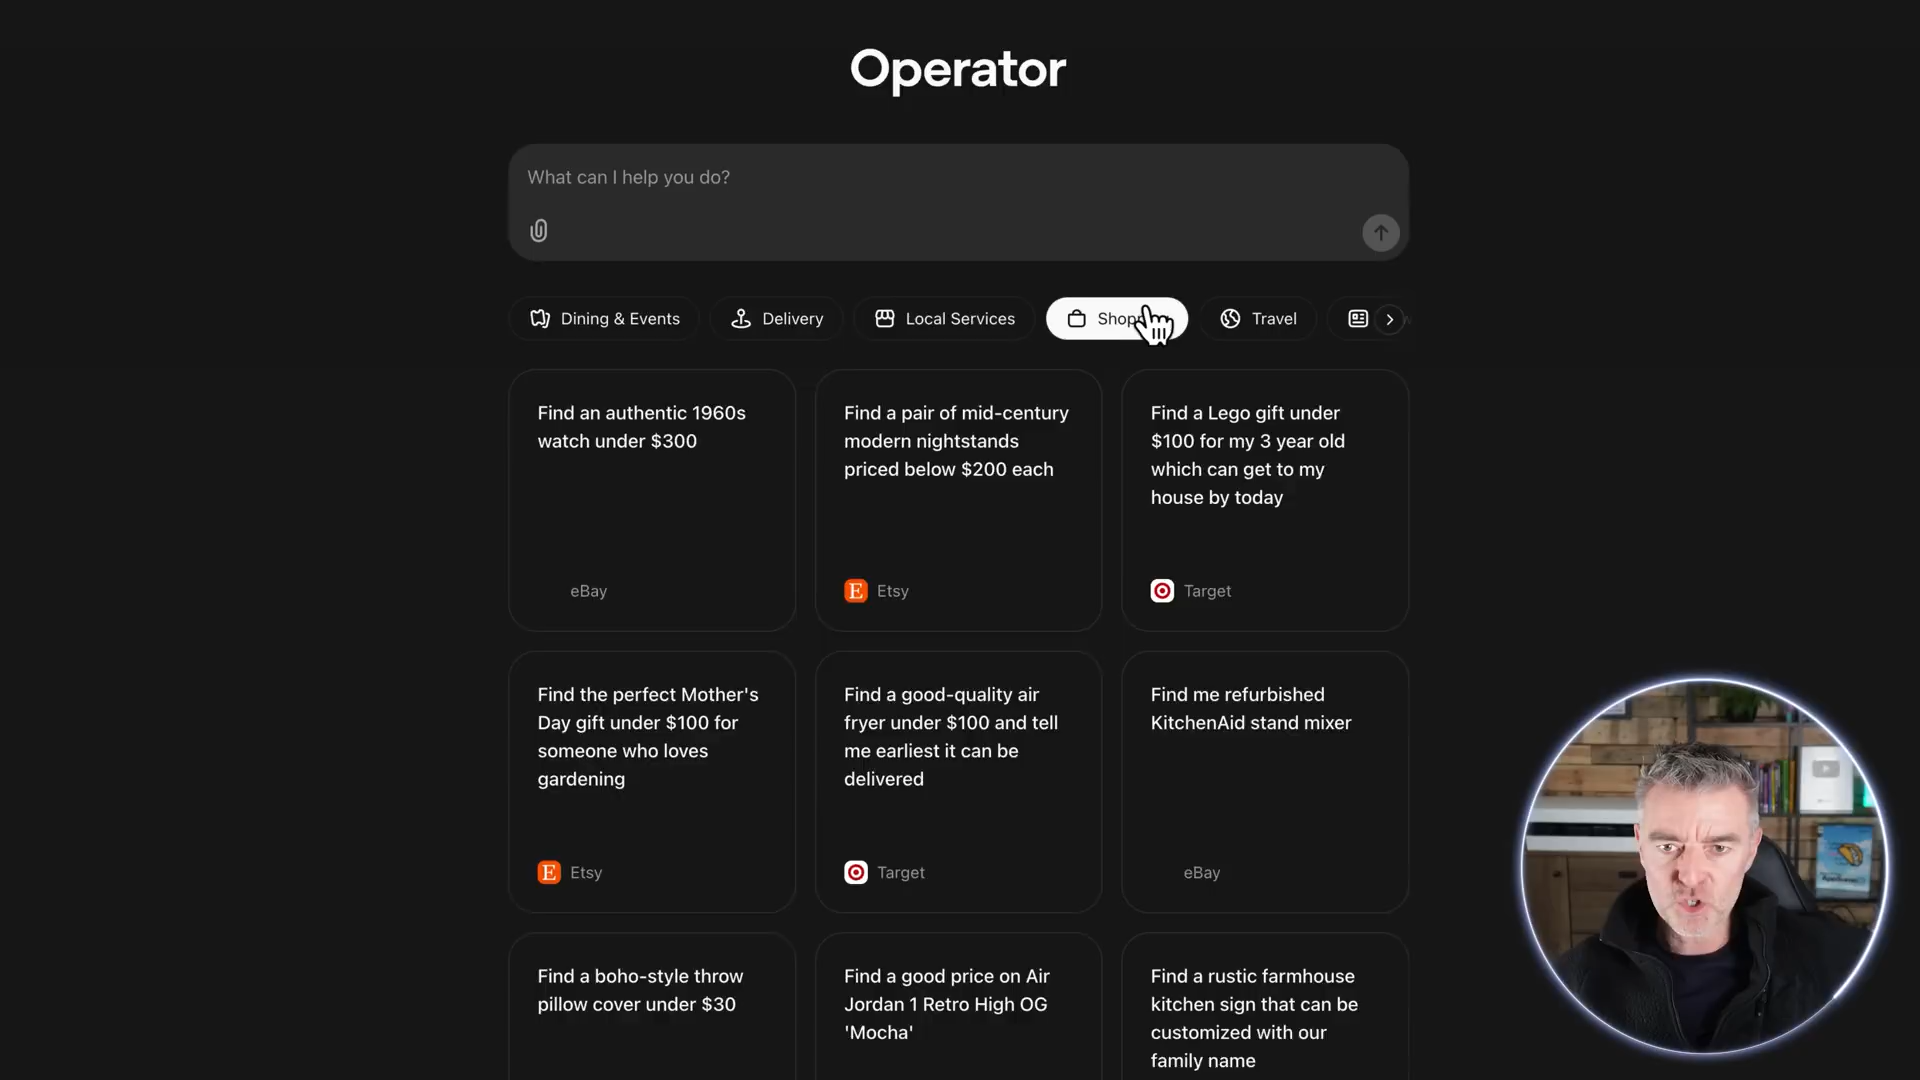 Operator
What can I help you do?
Dining & Events
Delivery
Local Services
Shopp
Travel
Find an authentic 1960s
watch under $300
eBay
Find a pair of mid-century
modern nightstands
priced below $200 each
E Etsy
Find a Lego gift under
$100 for my 3 year old
which can get to my
house by today
Target
Find the perfect Mother's
Day gift under $100 for
someone who loves
gardening
E Etsy
Find a good-quality air
fryer under $100 and tell
me earliest it can be
delivered
Target
Find me refurbished
KitchenAid stand mixer
eBay
Find a boho-style throw
pillow cover under $30
Find a good price on Air
Jordan 1 Retro High OG
'Mocha'
Find a rustic farmhouse
kitchen sign that can be
customized with our
family name